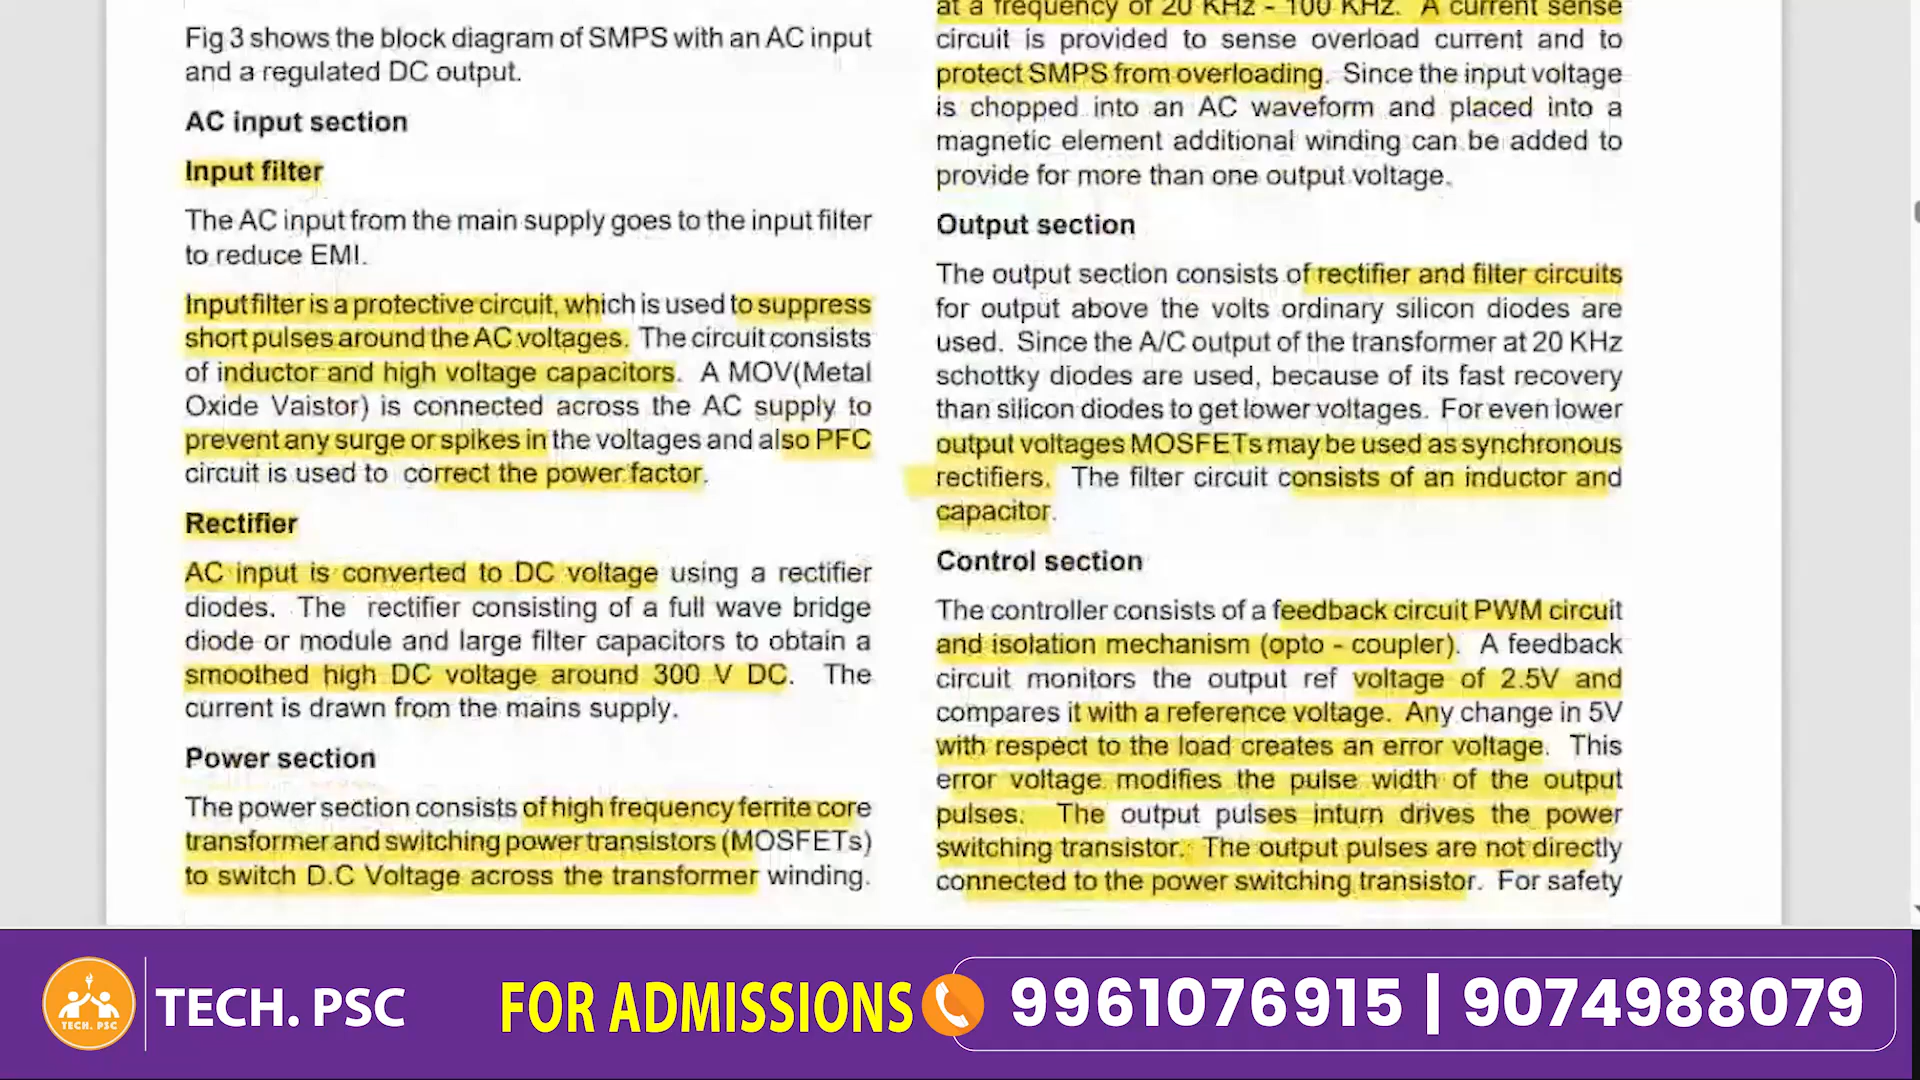 Fig 3 shows the block diagram of SMPS with an AC input
and a regulated DC output.
AC input section
Input filter
The AC input from the main supply goes to the input filter
to reduce EMI.
Input filter is a protective circuit, which is used to suppress
short pulses around the AC voltages. The circuit consists
of inductor and high voltage capacitors. A MOV(Metal
Oxide Vaistor) is connected across the AC supply to
prevent any surge or spikes in the voltages and also PFC
circuit is used to correct the power factor.
Rectifier
AC input is converted to DC voltage using a rectifier
diodes. The rectifier consisting of a full wave bridge
diode or module and large filter capacitors to obtain a
smoothed high DC voltage around 300 V DC. The
current is drawn from the mains supply.
Power section
The power section consists of high frequency ferrite core
transformer and switching power transistors (MOSFETs)
to switch D.C Voltage across the transformer winding.
at a frequency of 20 KHz - 100 KHz. A current sense
circuit is provided to sense overload current and to
protect SMPS from overloading. Since the input voltage
is chopped into an AC waveform and placed into a
magnetic element additional winding can be added to
provide for more than one output voltage.
Output section
The output section consists of rectifier and filter circuits
for output above the volts ordinary silicon diodes are
used. Since the A/C output of the transformer at 20 KHz
schottky diodes are used, because of its fast recovery
than silicon diodes to get lower voltages. For even lower
output voltages MOSFETs may be used as synchronous
rectifiers. The filter circuit consists of an inductor and
capacitor.
Control section
The controller consists of a feedback circuit PWM circuit
and isolation mechanism (opto - coupler). A feedback
circuit monitors the output ref voltage of 2.5V and
compares it with a reference voltage. Any change in 5V
with respect to the load creates an error voltage. This
error voltage modifies the pulse width of the output
pulses. The output pulses inturn drives the power
switching transistor. The output pulses are not directly
connected to the power switching transistor. For safety
TECH. PSC
TECH. PSC
FOR ADMISSIONS
9961076915 | 9074988079